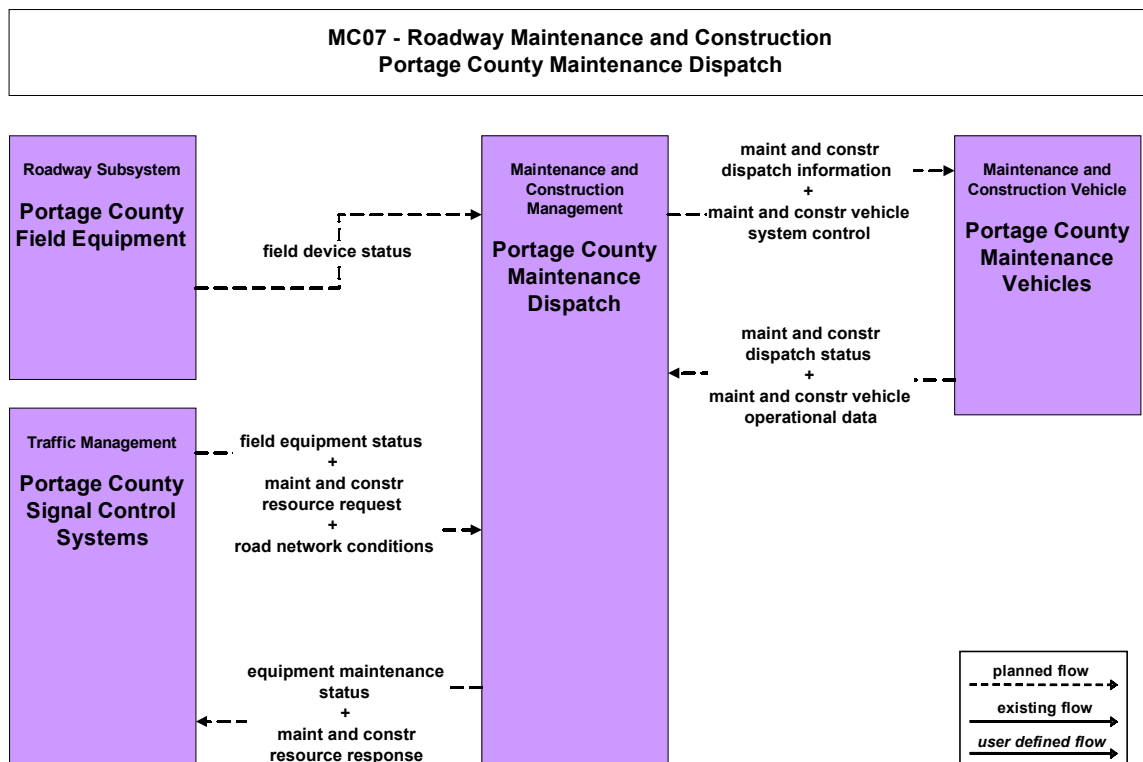 MC07 - Roadway Maintenance and Construction
Portage County Maintenance Dispatch
Roadway Subsystem
Portage County
Field Equipment
field device status
Maintenance and
Construction
Management
Portage County
Maintenance
Dispatch
maint and constr
dispatch information
+
maint and constr vehicle
system control
Maintenance and
Construction Vehicle
Portage County
Maintenance
Vehicles
maint and constr
dispatch status
+
maint and constr vehicle
operational data
Traffic Management
Portage County
Signal Control
Systems
field equipment status
+
maint and constr
resource request
+
road network conditions
equipment maintenance
status
+
maint and constr
resource response
planned flow
existing flow
user defined flow